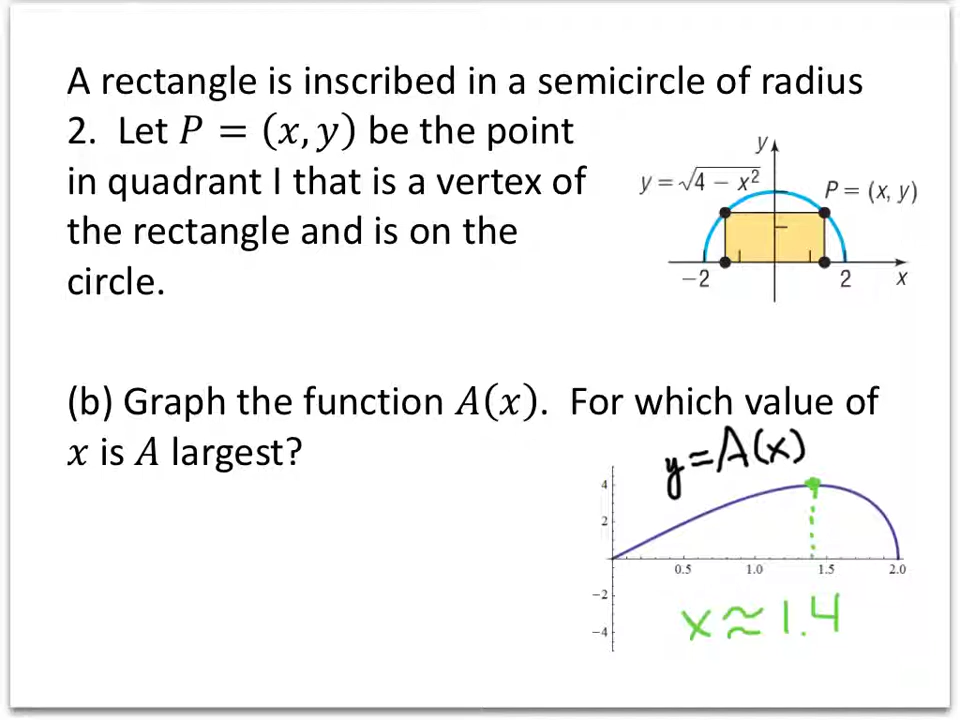 A rectangle is inscribed in a semicircle of radius
2. Let P = (x, y) be the point
in quadrant I that is a vertex of
the rectangle and is on the
circle.
y
y = √4 − x²
P = (x, y)
−2
2
x
(b) Graph the function A(x). For which value of
x is A largest?
y=A(x)
4
2
0.5
1.0
1.5
2.0
−2
−4
x≈1.4